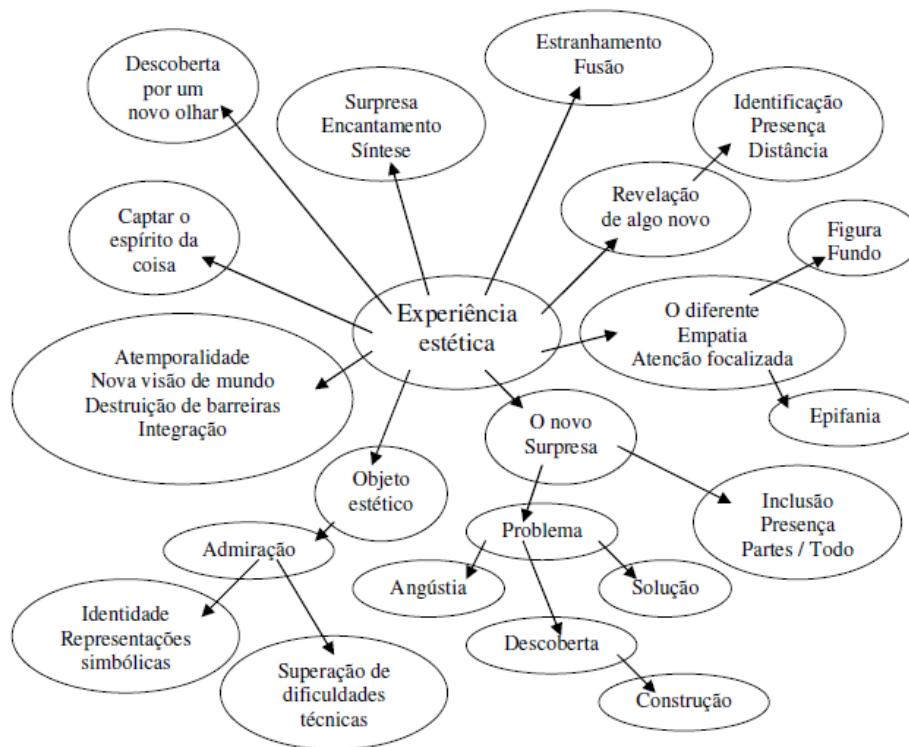 Estranhamento
Fusão
Descoberta
por um
novo olhar
Surpresa
Encantamento
Síntese
Identificação
Presença
Distância
Revelação
de algo novo
Captar o
espírito da
coisa
Figura
Fundo
Experiência
estética
O diferente
Empatia
Atenção focalizada
Atemporalidade
Nova visão de mundo
Destruição de barreiras
Integração
Epifania
O novo
Surpresa
Objeto
estético
Inclusão
Presença
Partes / Todo
Problema
Admiração
Angústia
Solução
Identidade
Representações
simbólicas
Descoberta
Superação de
dificuldades
técnicas
Construção